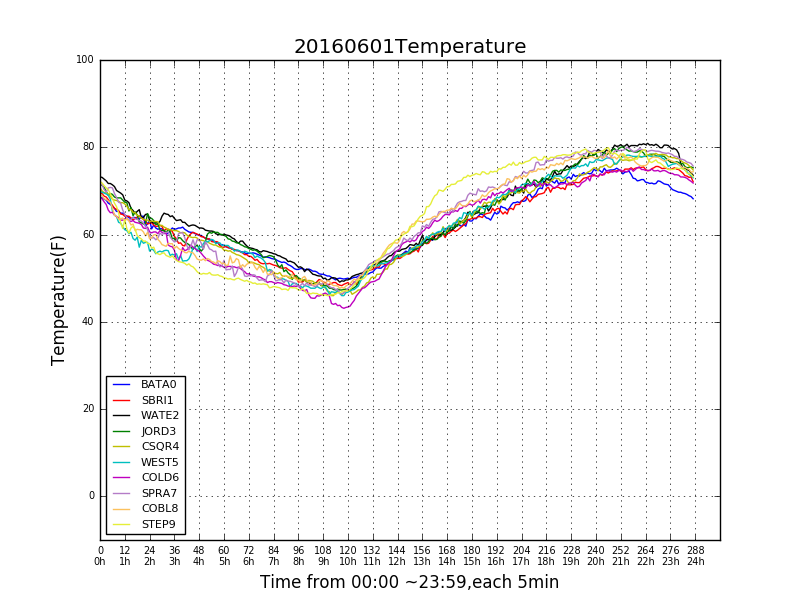 20160601Temperature
100
80
60
40
20
0
Temperature(F)
BATA0
SBRI1
WATE2
JORD3
CSQR4
WEST5
COLD6
SPRA7
COBL8
STEP9
0 12 24 36 48 60 72 84 96 108 120 132 144 156 168 180 192 204 216 228 240 252 264 276 288
0h 1h 2h 3h 4h 5h 6h 7h 8h 9h 10h 11h 12h 13h 14h 15h 16h 17h 18h 19h 20h 21h 22h 23h 24h
Time from 00:00 ~23:59,each 5min